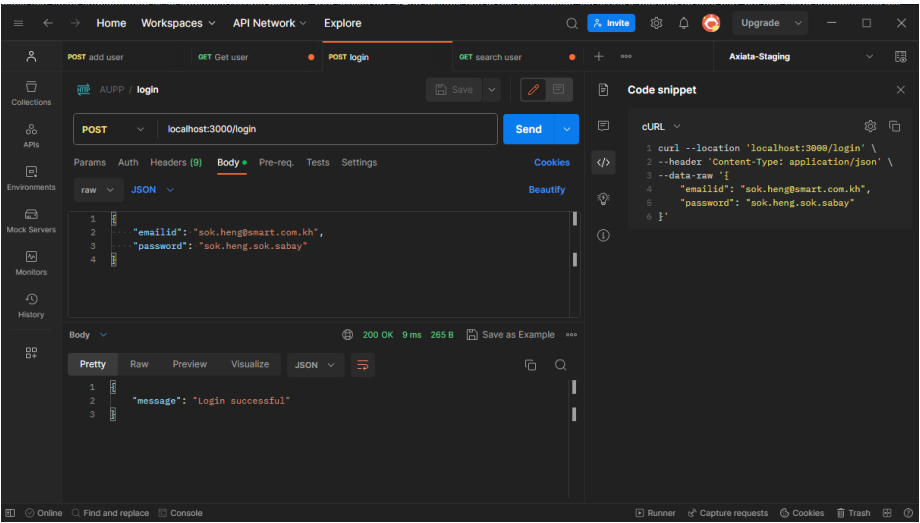 Home Workspaces API Network Explore Invite Upgrade
POST add user GET Get user POST login GET search user Axiata-Staging
Collections
APIs
Environments
Mock Servers
Monitors
History
HTTP AUPP / login Save
POST localhost:3000/login Send
Params Auth Headers (9) Body Pre-req. Tests Settings Cookies
raw JSON Beautify
1 {
2 "emailid": "sok.heng@smart.com.kh",
3 "password": "sok.heng.sok.sabay"
4 }
Body 200 OK 9 ms 265 B Save as Example
Pretty Raw Preview Visualize JSON
1 {
2 "message": "Login successful"
3 }
Code snippet
cURL
1 curl --location 'localhost:3000/login' \
2 --header 'Content-Type: application/json' \
3 --data-raw '{
4 "emailid": "sok.heng@smart.com.kh",
5 "password": "sok.heng.sok.sabay"
6 }'
Online Find and replace Console Runner Capture requests Cookies Trash